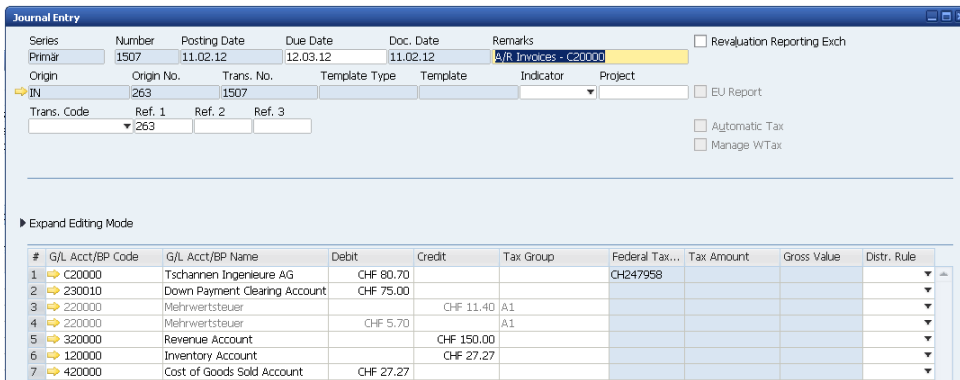 Journal Entry
Series Number Posting Date Due Date Doc. Date Remarks
Primär 1507 11.02.12 12.03.12 11.02.12 A/R Invoices - C20000
Revaluation Reporting Exch
Origin Origin No. Trans. No. Template Type Template Indicator Project
IN 263 1507
EU Report
Trans. Code Ref. 1 Ref. 2 Ref. 3
263
Automatic Tax
Manage WTax
Expand Editing Mode
# G/L Acct/BP Code G/L Acct/BP Name Debit Credit Tax Group Federal Tax... Tax Amount Gross Value Distr. Rule
1 C20000 Tschannen Ingenieure AG CHF 80.70 CH247958
2 230010 Down Payment Clearing Account CHF 75.00
3 220000 Mehrwertsteuer CHF 11.40 A1
4 220000 Mehrwertsteuer CHF 5.70 A1
5 320000 Revenue Account CHF 150.00
6 120000 Inventory Account CHF 27.27
7 420000 Cost of Goods Sold Account CHF 27.27